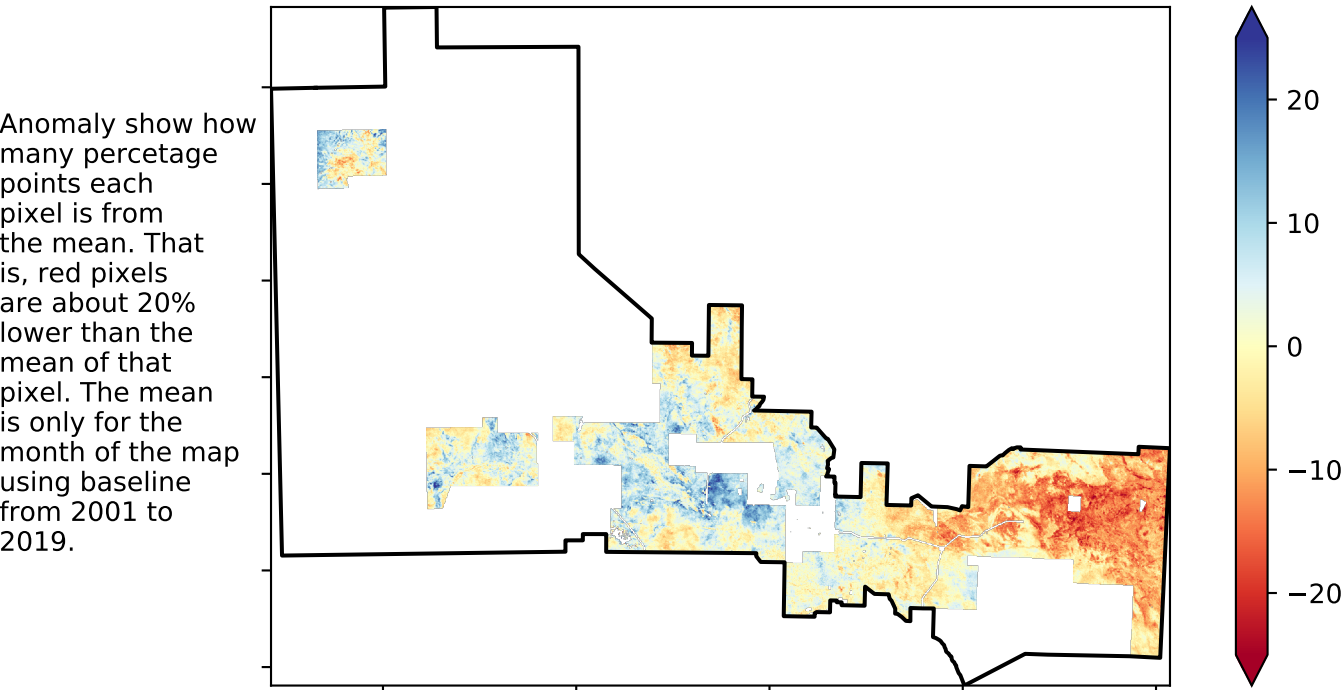 Anomaly show how
many percetage
points each
pixel is from
the mean. That
is, red pixels
are about 20%
lower than the
mean of that
pixel. The mean
is only for the
month of the map
using baseline
from 2001 to
2019.
20
10
0
−10
−20